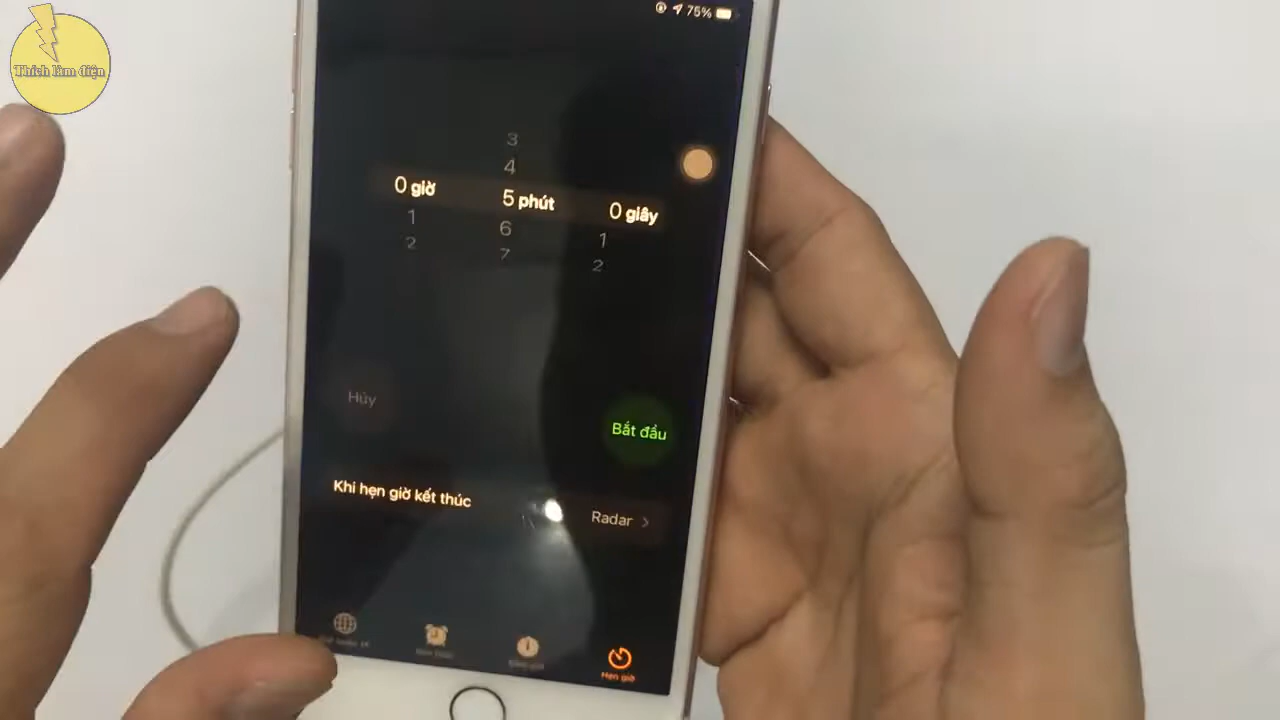 Thích làm điện
75%
3
4
0 giờ 5 phút 0 giây
1 6 1
2 7 2
Hủy
Bắt đầu
Khi hẹn giờ kết thúc
Radar
Hẹn giờ